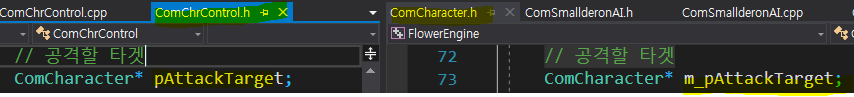 ComChrControl.cpp ComChrControl.h
ComChrControl
// 공격할 타겟
ComCharacter* pAttackTarget;
ComCharacter.h ComSmallderonAI.h ComSmallderonAI.cpp
FlowerEngine
72 // 공격할 타겟
73 ComCharacter* m_pAttackTarget;